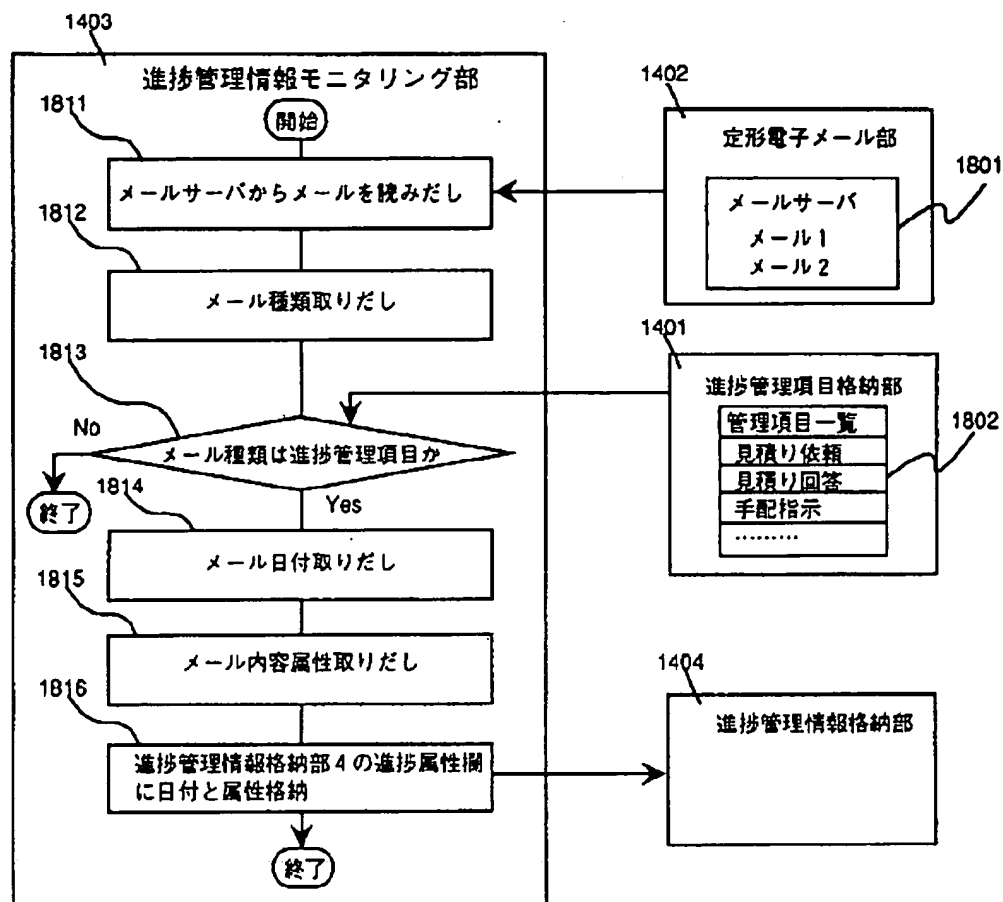 1403
進捗管理情報モニタリング部
開始
1811
メールサーバからメールを読みだし
1812
メール種類取りだし
1813
メール種類は進捗管理項目か
No
終了
Yes
1814
メール日付取りだし
1815
メール内容属性取りだし
1816
進捗管理情報格納部4の進捗属性欄
に日付と属性格納
終了
1402
定形電子メール部
1801
メールサーバ
メール1
メール2
1401
進捗管理項目格納部
1802
管理項目一覧
見積り依頼
見積り回答
手配指示
………
1404
進捗管理情報格納部